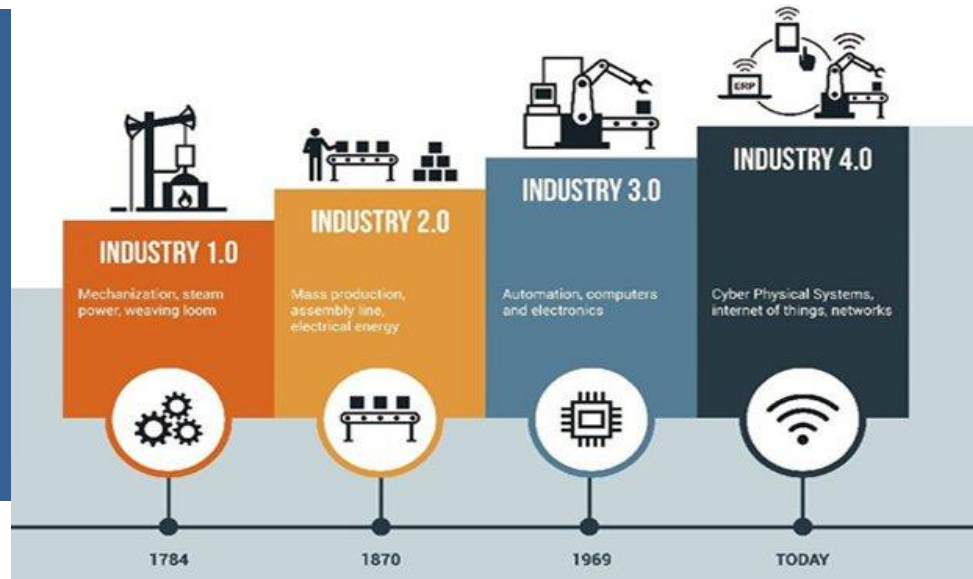 ERP
INDUSTRY 1.0
Mechanization, steam
power, weaving loom
INDUSTRY 2.0
Mass production,
assembly line,
electrical energy
INDUSTRY 3.0
Automation, computers
and electronics
INDUSTRY 4.0
Cyber Physical Systems,
internet of things, networks
1784
1870
1969
TODAY